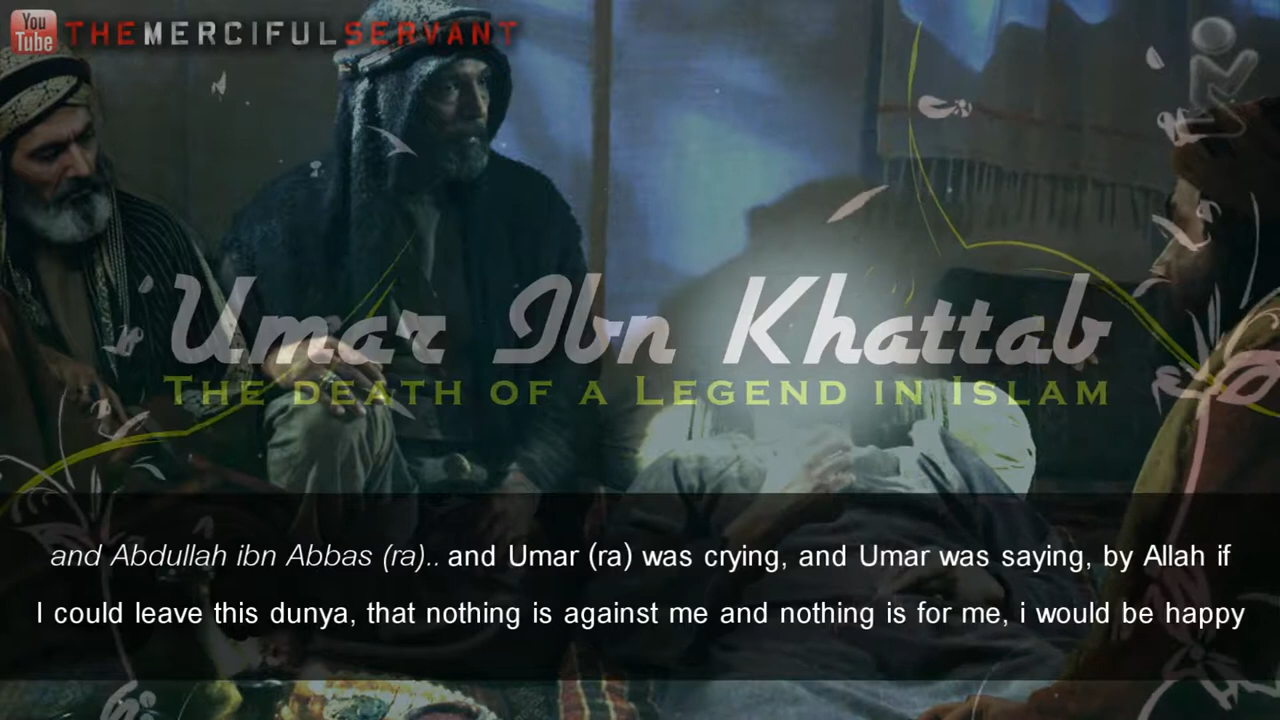 You
Tube
THEMERCIFULSERVANT
Umar Ibn Khattab
THE DEATH OF A LEGEND IN ISLAM
and Abdullah ibn Abbas (ra).. and Umar (ra) was crying, and Umar was saying, by Allah if
I could leave this dunya, that nothing is against me and nothing is for me, i would be happy